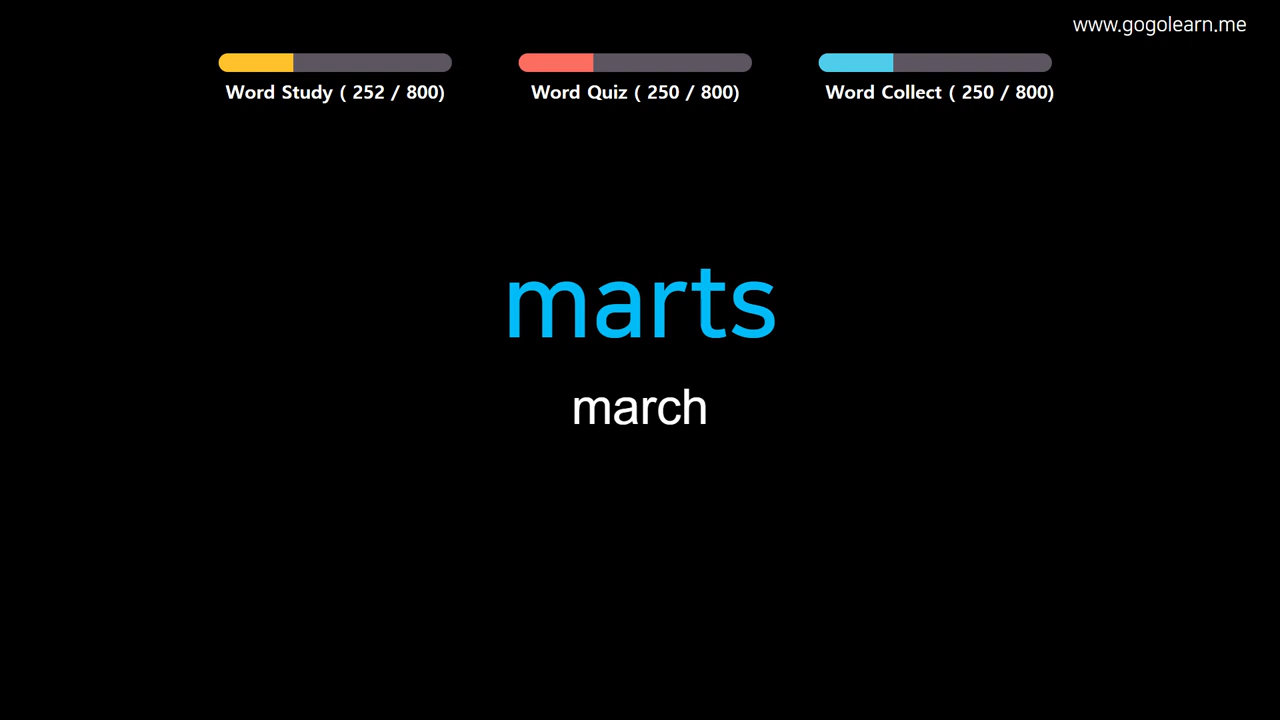 www.gogolearn.me
Word Study ( 252 / 800)
Word Quiz ( 250 / 800)
Word Collect ( 250 / 800)
marts
march